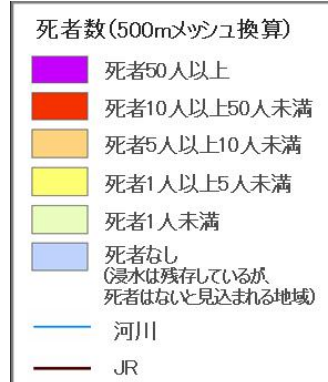 死者数(500mメッシュ換算)
死者50人以上
死者10人以上50人未満
死者5人以上10人未満
死者1人以上5人未満
死者1人未満
死者なし
(浸水は残存しているが、
死者はないと見込まれる地域)
河川
JR